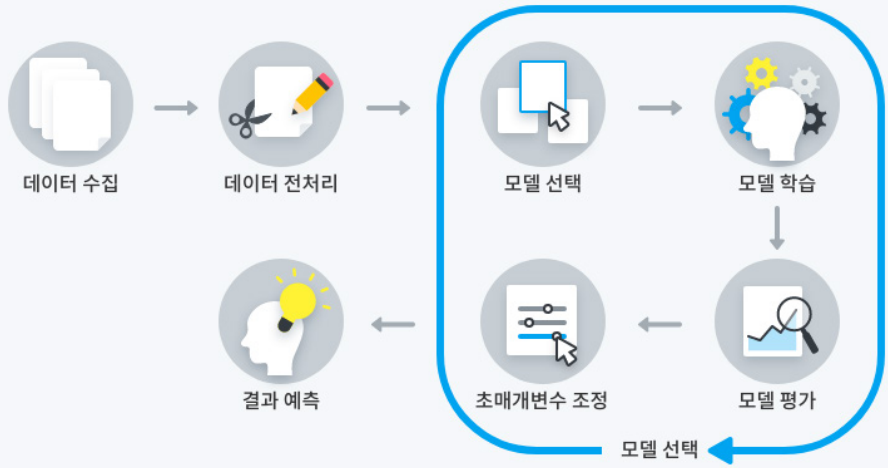 데이터 수집
데이터 전처리
모델 선택
모델 학습
결과 예측
초매개변수 조정
모델 평가
모델 선택